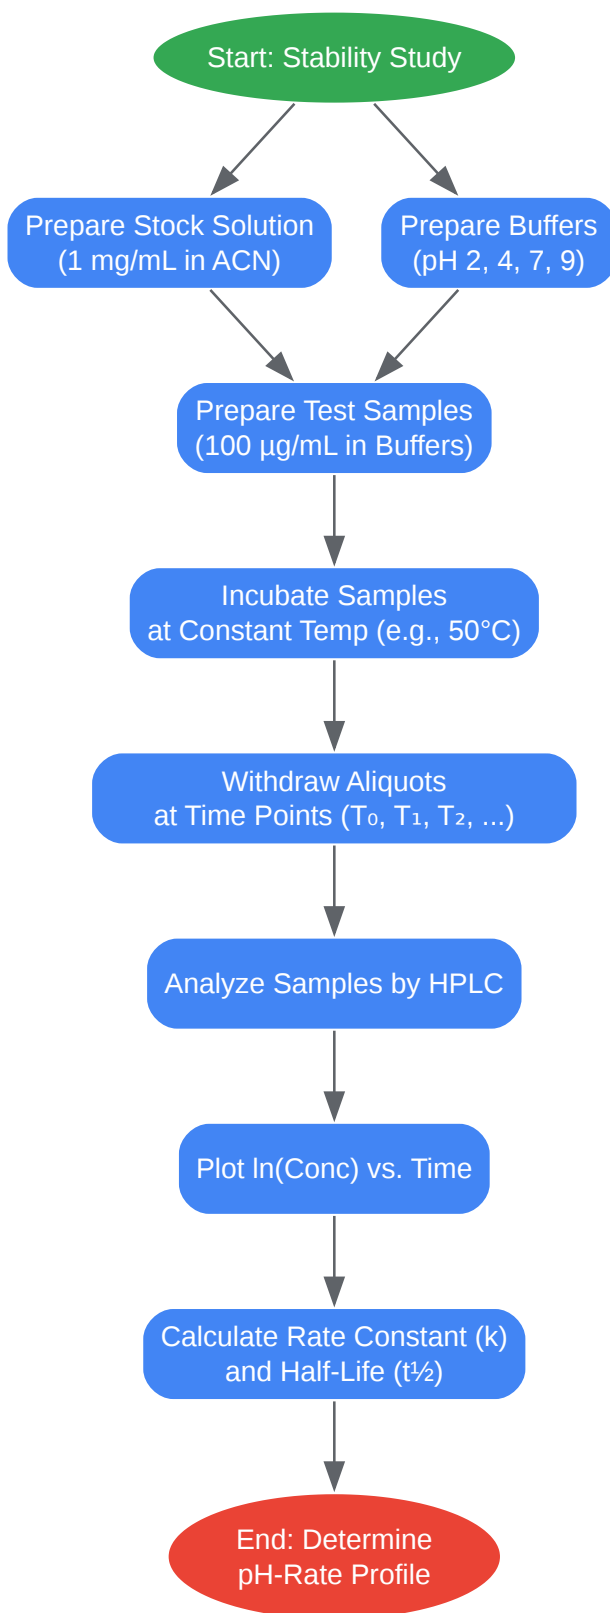 Start: Stability Study
Prepare Stock Solution
(1 mg/mL in ACN)
Prepare Buffers
(pH 2, 4, 7, 9)
Prepare Test Samples
(100 µg/mL in Buffers)
Incubate Samples
at Constant Temp (e.g., 50°C)
Withdraw Aliquots
at Time Points (T₀, T₁, T₂, ...)
Analyze Samples by HPLC
Plot ln(Conc) vs. Time
Calculate Rate Constant (k)
and Half-Life (t½)
End: Determine
pH-Rate Profile